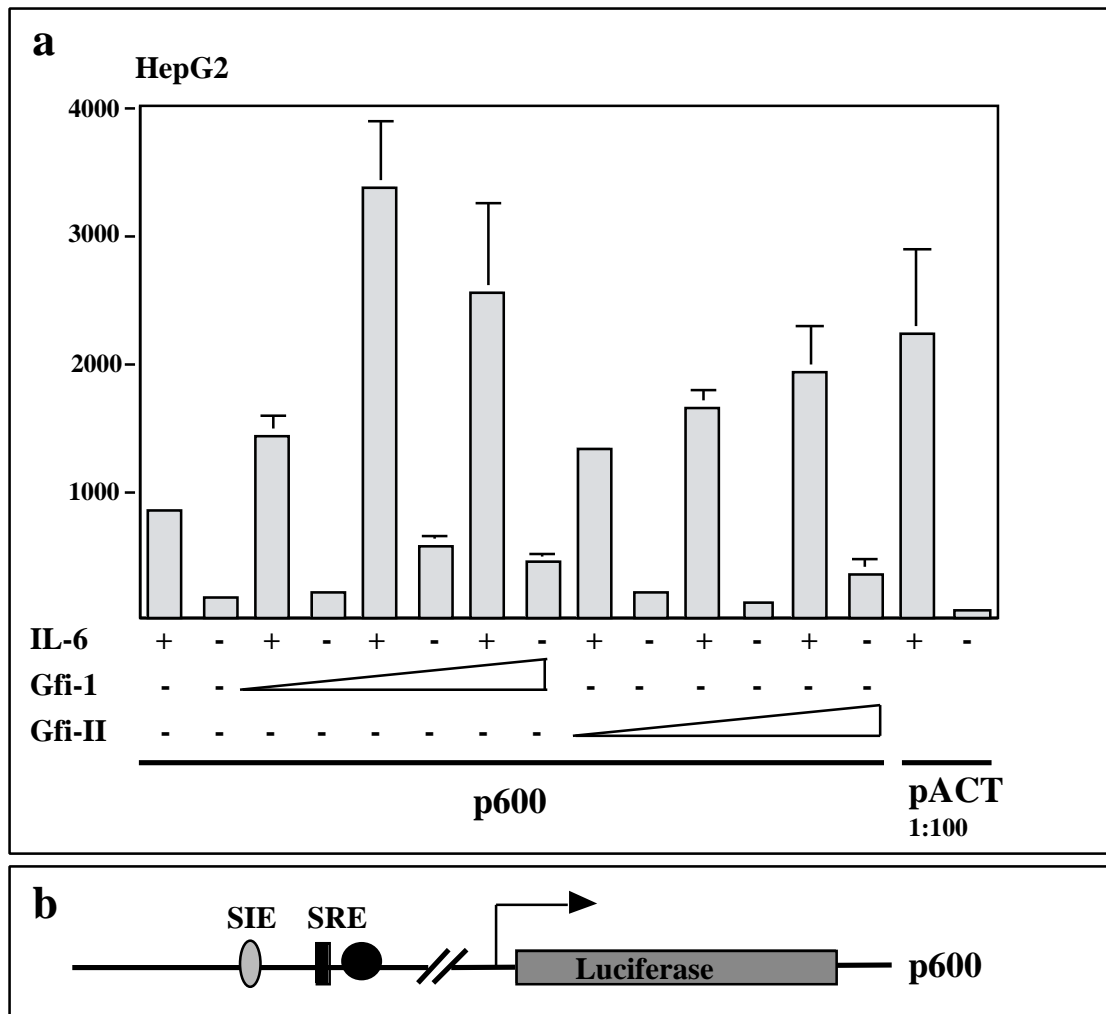 a
HepG2
4000
3000
2000
1000
IL-6 + - + - + - + - + - + - + - + -
Gfi-1 - - - - - - - -
Gfi-II - - - - - - - -
p600
pACT
1:100
b
SIE SRE
Luciferase
p600